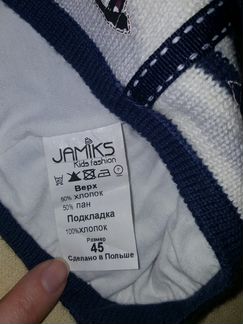 JAMIKS
Kids fashion
Верх
50% хлопок
50% пан
Подкладка
100%хлопок
Размер
45
Сделано в Польше